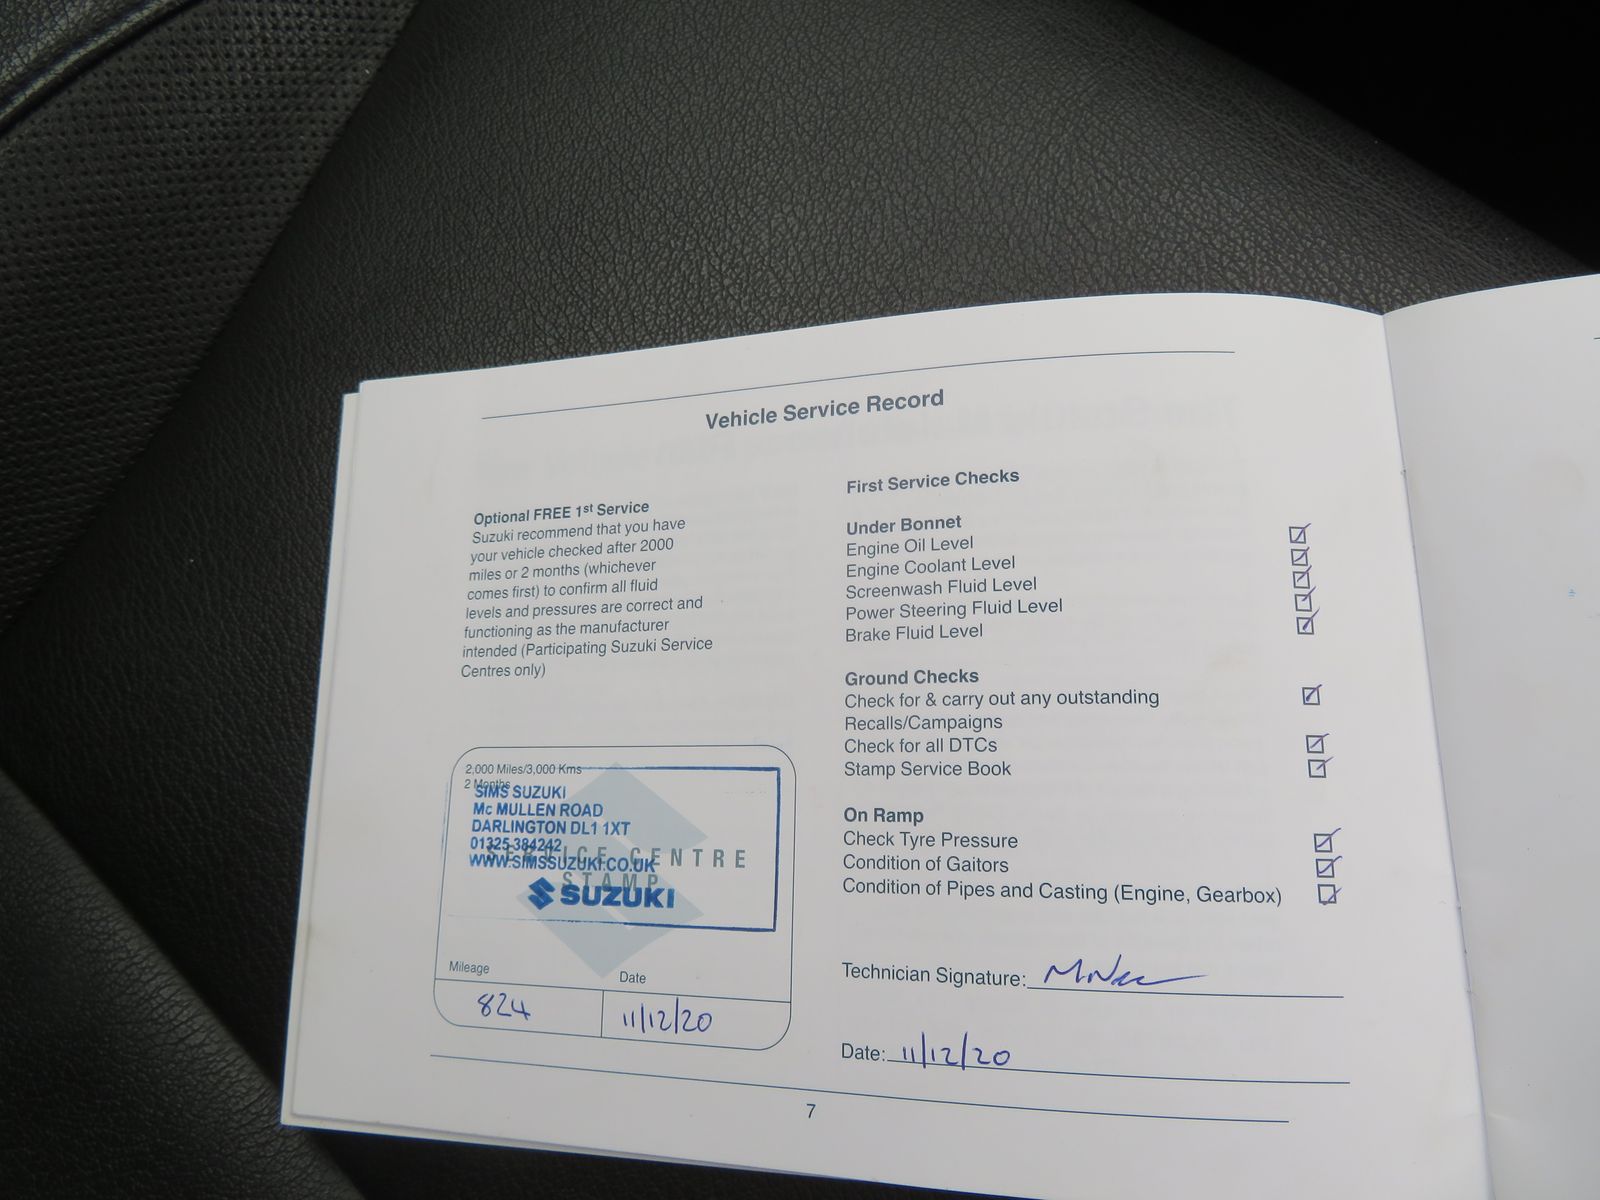 Vehicle Service Record
Optional FREE 1st Service
Suzuki recommend that you have
your vehicle checked after 2000
miles or 2 months (whichever
comes first) to confirm all fluid
levels and pressures are correct and
functioning as the manufacturer
intended (Participating Suzuki Service
Centres only)
2,000 Miles/3,000 Kms
2 Months
SIMS SUZUKI
Mc MULLEN ROAD
DARLINGTON DL1 1XT
01325 384242
WWW.SIMSSUZUKI.CO.UK
SERVICE CENTRE
STAMP
SUZUKI
Mileage
Date
824
11/12/20
First Service Checks
Under Bonnet
Engine Oil Level
Engine Coolant Level
Screenwash Fluid Level
Power Steering Fluid Level
Brake Fluid Level
Ground Checks
Check for & carry out any outstanding
Recalls/Campaigns
Check for all DTCs
Stamp Service Book
On Ramp
Check Tyre Pressure
Condition of Gaitors
Condition of Pipes and Casting (Engine, Gearbox)
Technician Signature:
Date: 11/12/20
7